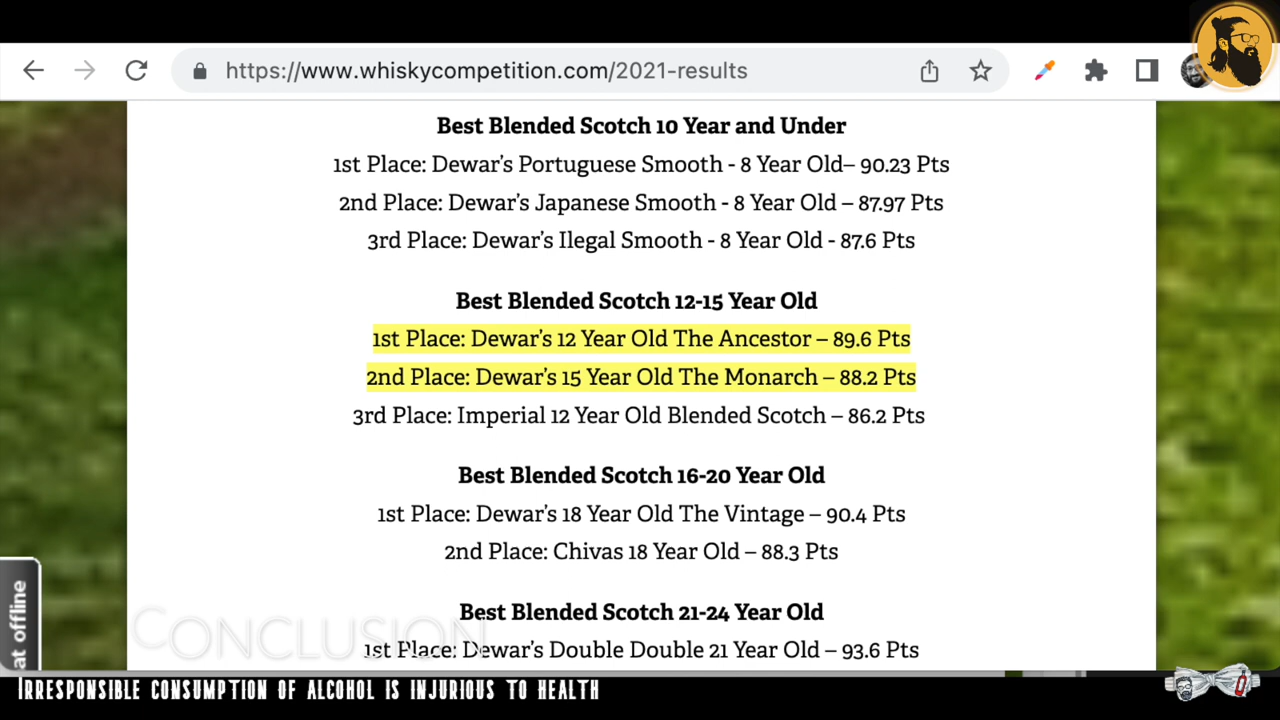 https://www.whiskycompetition.com/2021-results
Best Blended Scotch 10 Year and Under
1st Place: Dewar's Portuguese Smooth - 8 Year Old– 90.23 Pts
2nd Place: Dewar's Japanese Smooth - 8 Year Old – 87.97 Pts
3rd Place: Dewar's Ilegal Smooth - 8 Year Old - 87.6 Pts
Best Blended Scotch 12-15 Year Old
1st Place: Dewar's 12 Year Old The Ancestor – 89.6 Pts
2nd Place: Dewar's 15 Year Old The Monarch – 88.2 Pts
3rd Place: Imperial 12 Year Old Blended Scotch – 86.2 Pts
Best Blended Scotch 16-20 Year Old
1st Place: Dewar's 18 Year Old The Vintage – 90.4 Pts
2nd Place: Chivas 18 Year Old – 88.3 Pts
Best Blended Scotch 21-24 Year Old
1st Place: Dewar's Double Double 21 Year Old – 93.6 Pts
at offline
CONCLUSION
IRRESPONSIBLE CONSUMPTION OF ALCOHOL IS INJURIOUS TO HEALTH